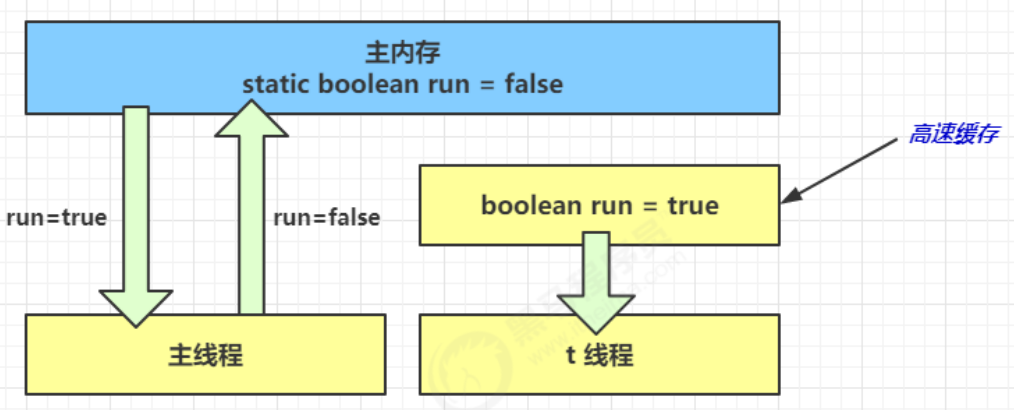 主内存
static boolean run = false
高速缓存
boolean run = true
run=true
run=false
主线程
t 线程